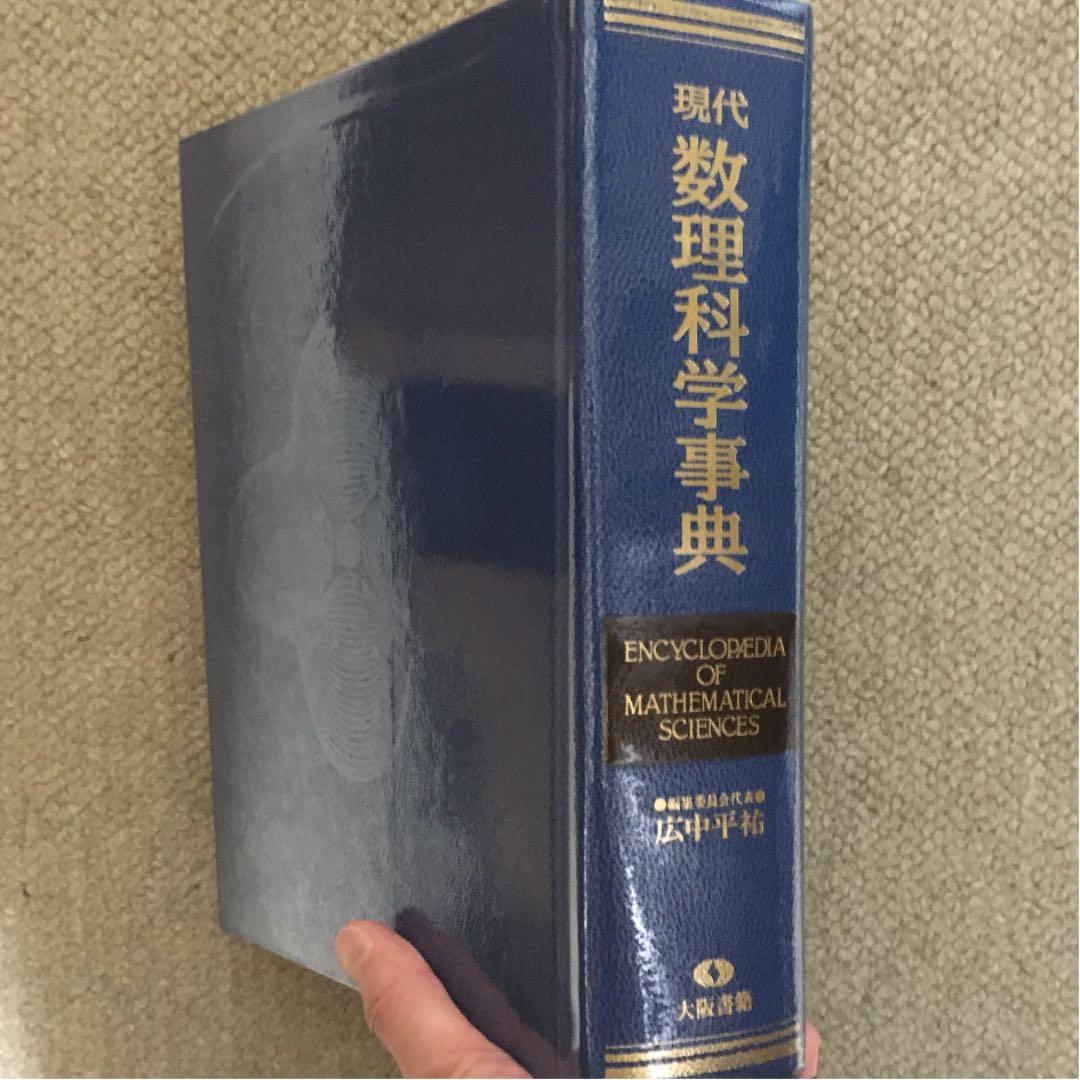 現代
数理科学事典
ENCYCLOPÆDIA
OF
MATHEMATICAL
SCIENCES
●編集委員会代表●
広中平祐
大阪書籍